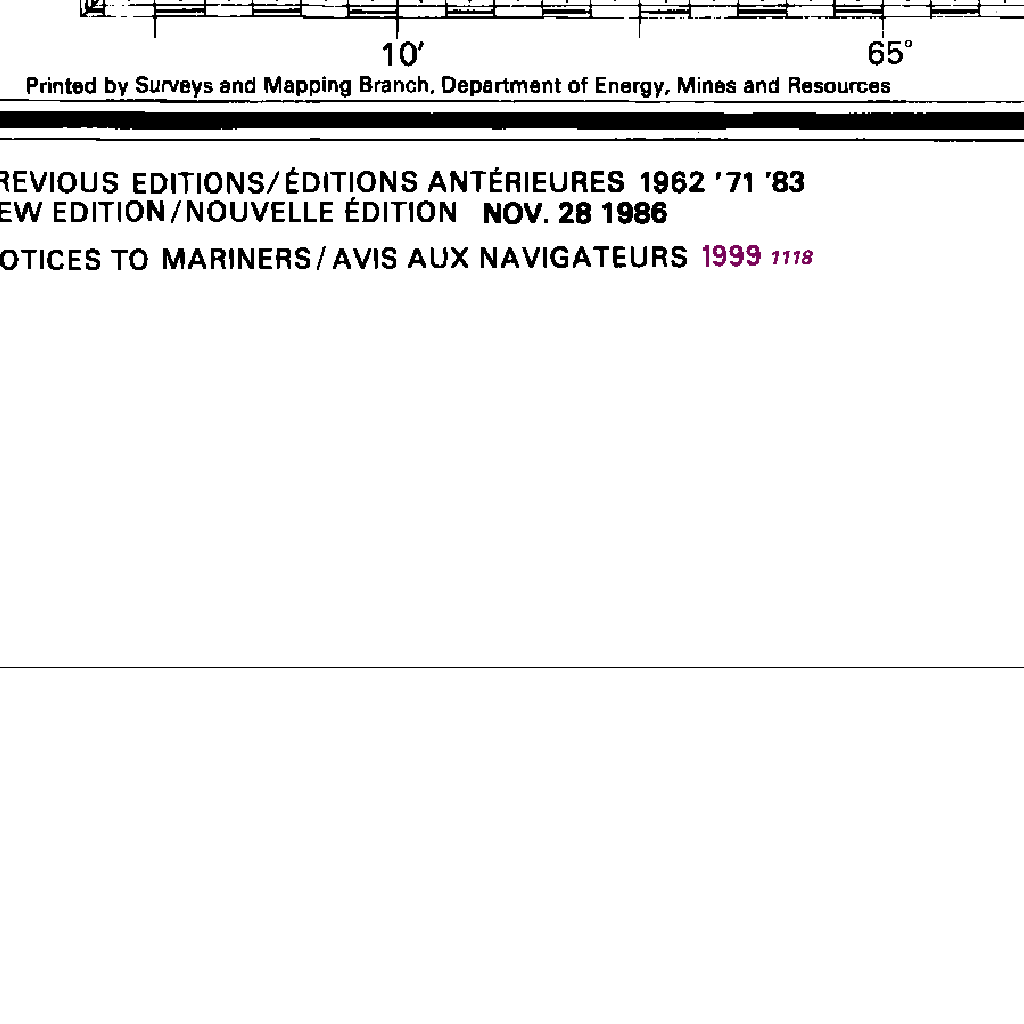 10′ 65°
Printed by Surveys and Mapping Branch, Department of Energy, Mines and Resources
REVIOUS EDITIONS/ÉDITIONS ANTÉRIEURES 1962 '71 '83
EW EDITION/NOUVELLE ÉDITION NOV. 28 1986
OTICES TO MARINERS/AVIS AUX NAVIGATEURS 1999 1118